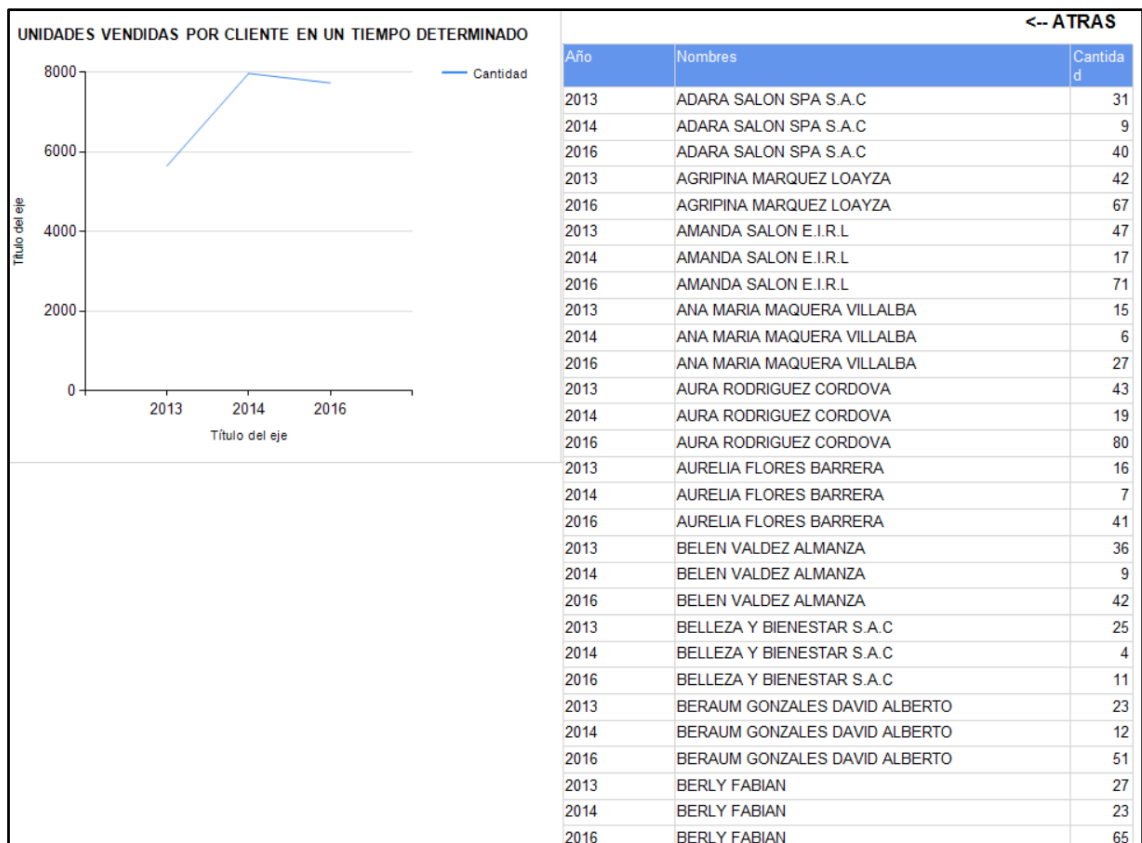 UNIDADES VENDIDAS POR CLIENTE EN UN TIEMPO DETERMINADO
Cantidad
8000
6000
4000
2000
0
Título del eje
2013 2014 2016
Título del eje
<-- ATRAS
Año Nombres Cantida
d
2013 ADARA SALON SPA S.A.C 31
2014 ADARA SALON SPA S.A.C 9
2016 ADARA SALON SPA S.A.C 40
2013 AGRIPINA MARQUEZ LOAYZA 42
2016 AGRIPINA MARQUEZ LOAYZA 67
2013 AMANDA SALON E.I.R.L 47
2014 AMANDA SALON E.I.R.L 17
2016 AMANDA SALON E.I.R.L 71
2013 ANA MARIA MAQUERA VILLALBA 15
2014 ANA MARIA MAQUERA VILLALBA 6
2016 ANA MARIA MAQUERA VILLALBA 27
2013 AURA RODRIGUEZ CORDOVA 43
2014 AURA RODRIGUEZ CORDOVA 19
2016 AURA RODRIGUEZ CORDOVA 80
2013 AURELIA FLORES BARRERA 16
2014 AURELIA FLORES BARRERA 7
2016 AURELIA FLORES BARRERA 41
2013 BELEN VALDEZ ALMANZA 36
2014 BELEN VALDEZ ALMANZA 9
2016 BELEN VALDEZ ALMANZA 42
2013 BELLEZA Y BIENESTAR S.A.C 25
2014 BELLEZA Y BIENESTAR S.A.C 4
2016 BELLEZA Y BIENESTAR S.A.C 11
2013 BERAUM GONZALES DAVID ALBERTO 23
2014 BERAUM GONZALES DAVID ALBERTO 12
2016 BERAUM GONZALES DAVID ALBERTO 51
2013 BERLY FABIAN 27
2014 BERLY FABIAN 23
2016 BERLY FABIAN 65